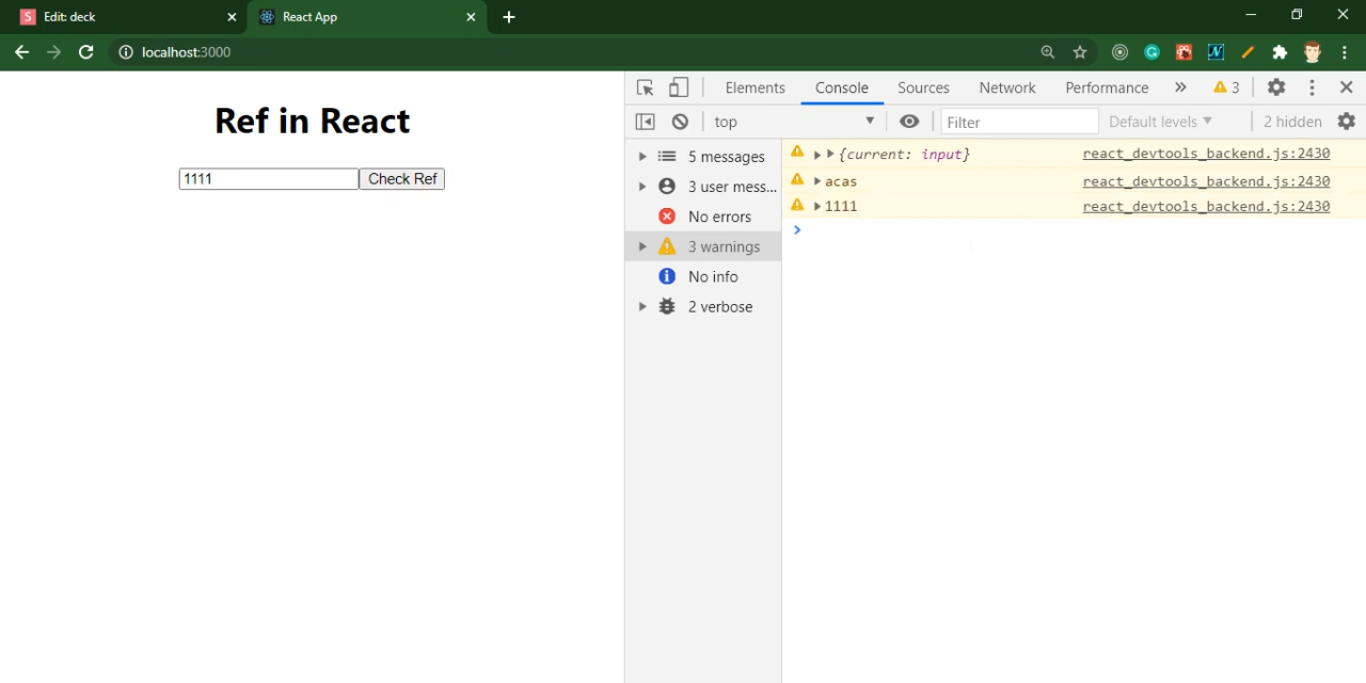 Edit: deck
React App
localhost:3000
Ref in React
1111
Check Ref
Elements Console Sources Network Performance » 3
top Filter Default levels 2 hidden
5 messages
3 user mess...
No errors
3 warnings
No info
2 verbose
{current: input} react_devtools_backend.js:2430
acas react_devtools_backend.js:2430
1111 react_devtools_backend.js:2430